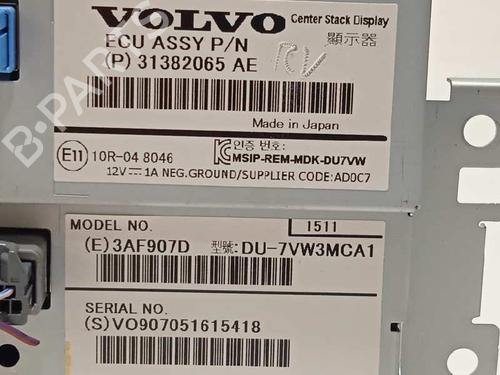 VOLVO Center Stack Display
ECU ASSY P/N 顯示器
(P) 31382065 AE RV
Made in Japan
E11 10R-04 8046 인증 번호:
MSIP-REM-MDK-DU7VW
12V⎓1A NEG.GROUND/SUPPLIER CODE:AD0C7
MODEL NO. 1511
(E)3AF907D 型號: DU-7VW3MCA1
SERIAL NO.
(S)VO907051615418
B-PARTS